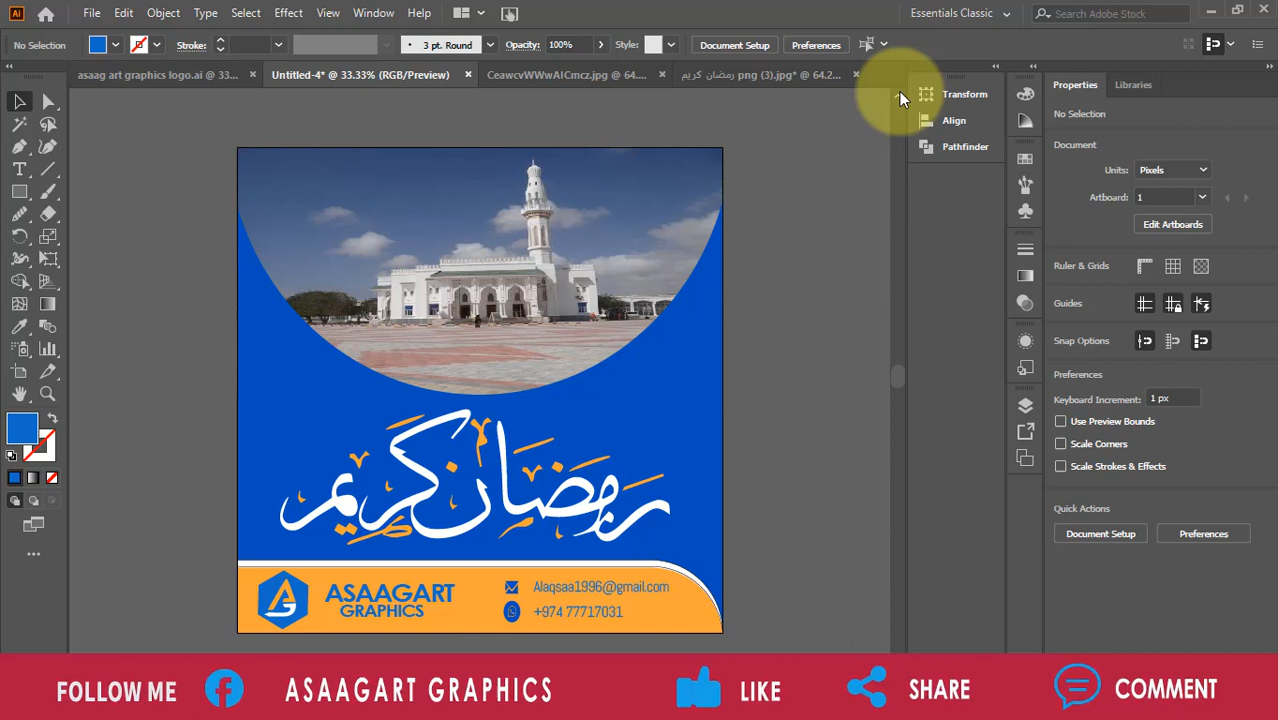 Ai File Edit Object Type Select Effect View Window Help Essentials Classic Search Adobe Stock
No Selection Stroke: 3 pt. Round Opacity: 100% Style: Document Setup Preferences
asaag art graphics logo.ai @ 33... × Untitled-4* @ 33.33% (RGB/Preview) × CeawcvWWwAICmcz.jpg @ 64.... × رمضان كريم png (3).jpg* @ 64.2... ×
Transform
Align
Pathfinder
Properties Libraries
No Selection
Document
Units: Pixels
Artboard: 1
Edit Artboards
Ruler & Grids
Guides
Snap Options
Preferences
Keyboard Increment: 1 px
Use Preview Bounds
Scale Corners
Scale Strokes & Effects
Quick Actions
Document Setup Preferences
رمضان كريم
ASAAGART
GRAPHICS
Alaqsaa1996@gmail.com
+974 77717031
FOLLOW ME ASAAGART GRAPHICS LIKE SHARE COMMENT